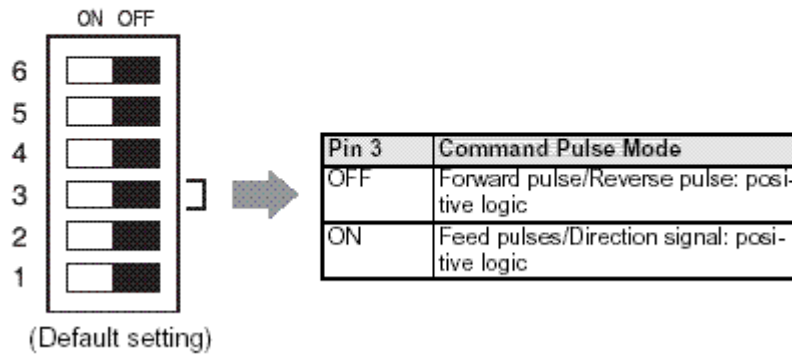 ON OFF
6
5
4
3
2
1
(Default setting)
Pin 3 Command Pulse Mode
OFF Forward pulse/Reverse pulse: posi-
tive logic
ON Feed pulses/Direction signal: posi-
tive logic